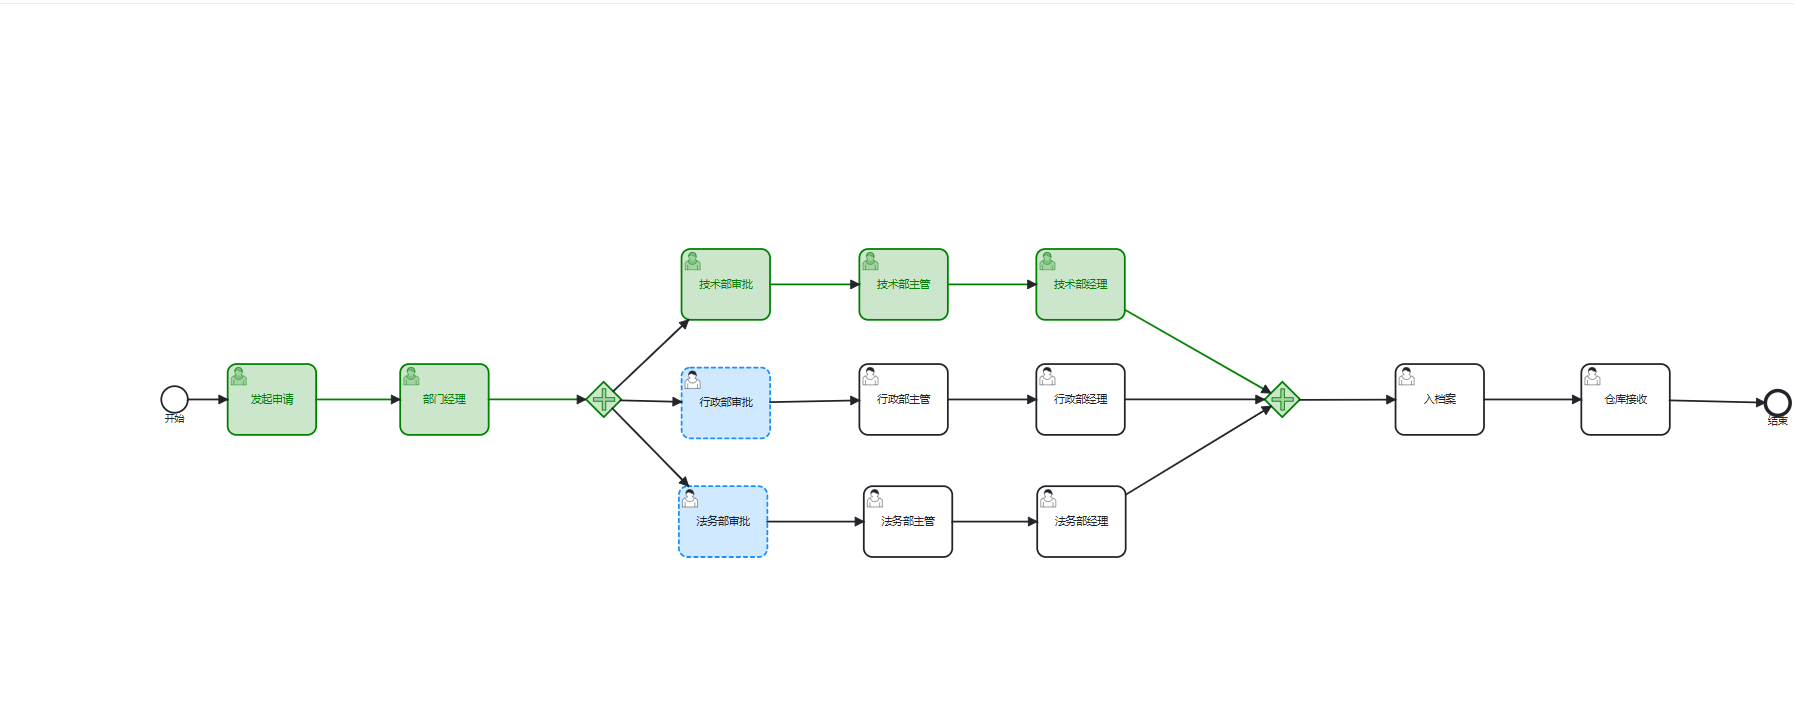 开始
发起申请
部门经理
技术部审批
技术部主管
技术部经理
行政部审批
行政部主管
行政部经理
法务部审批
法务部主管
法务部经理
入档案
仓库接收
结束